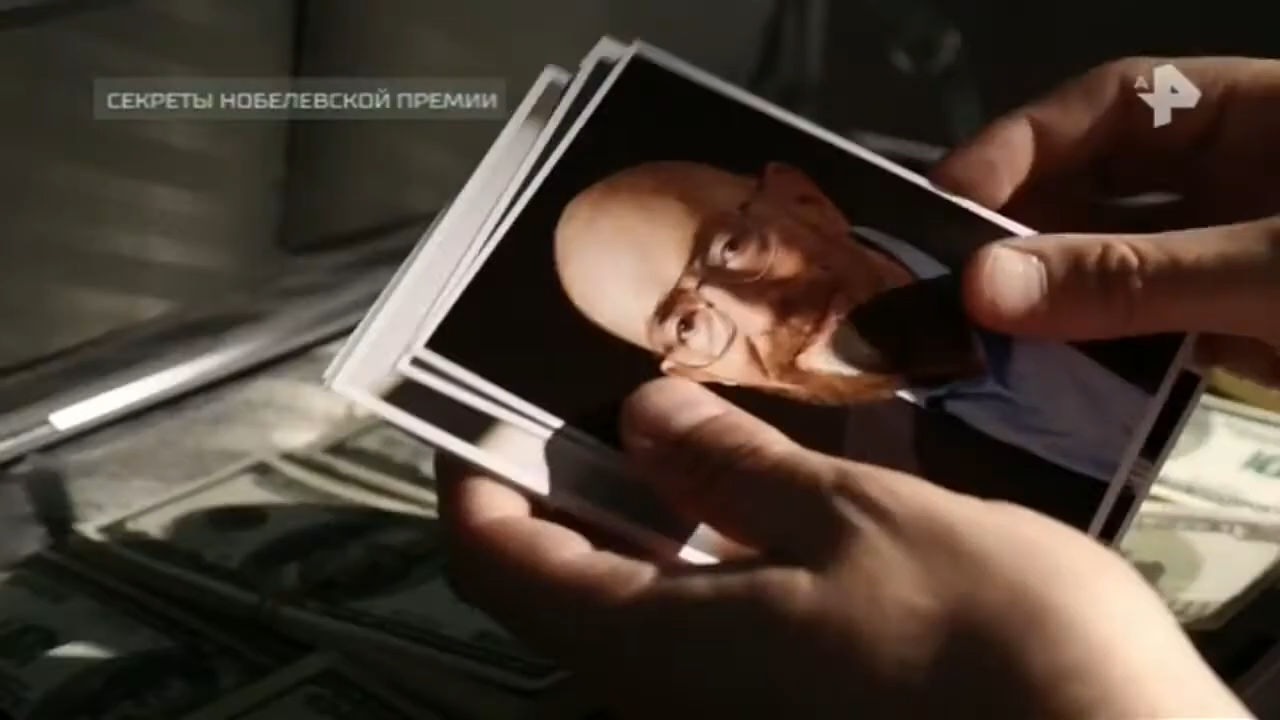 СЕКРЕТЫ НОБЕЛЕВСКОЙ ПРЕМИИ